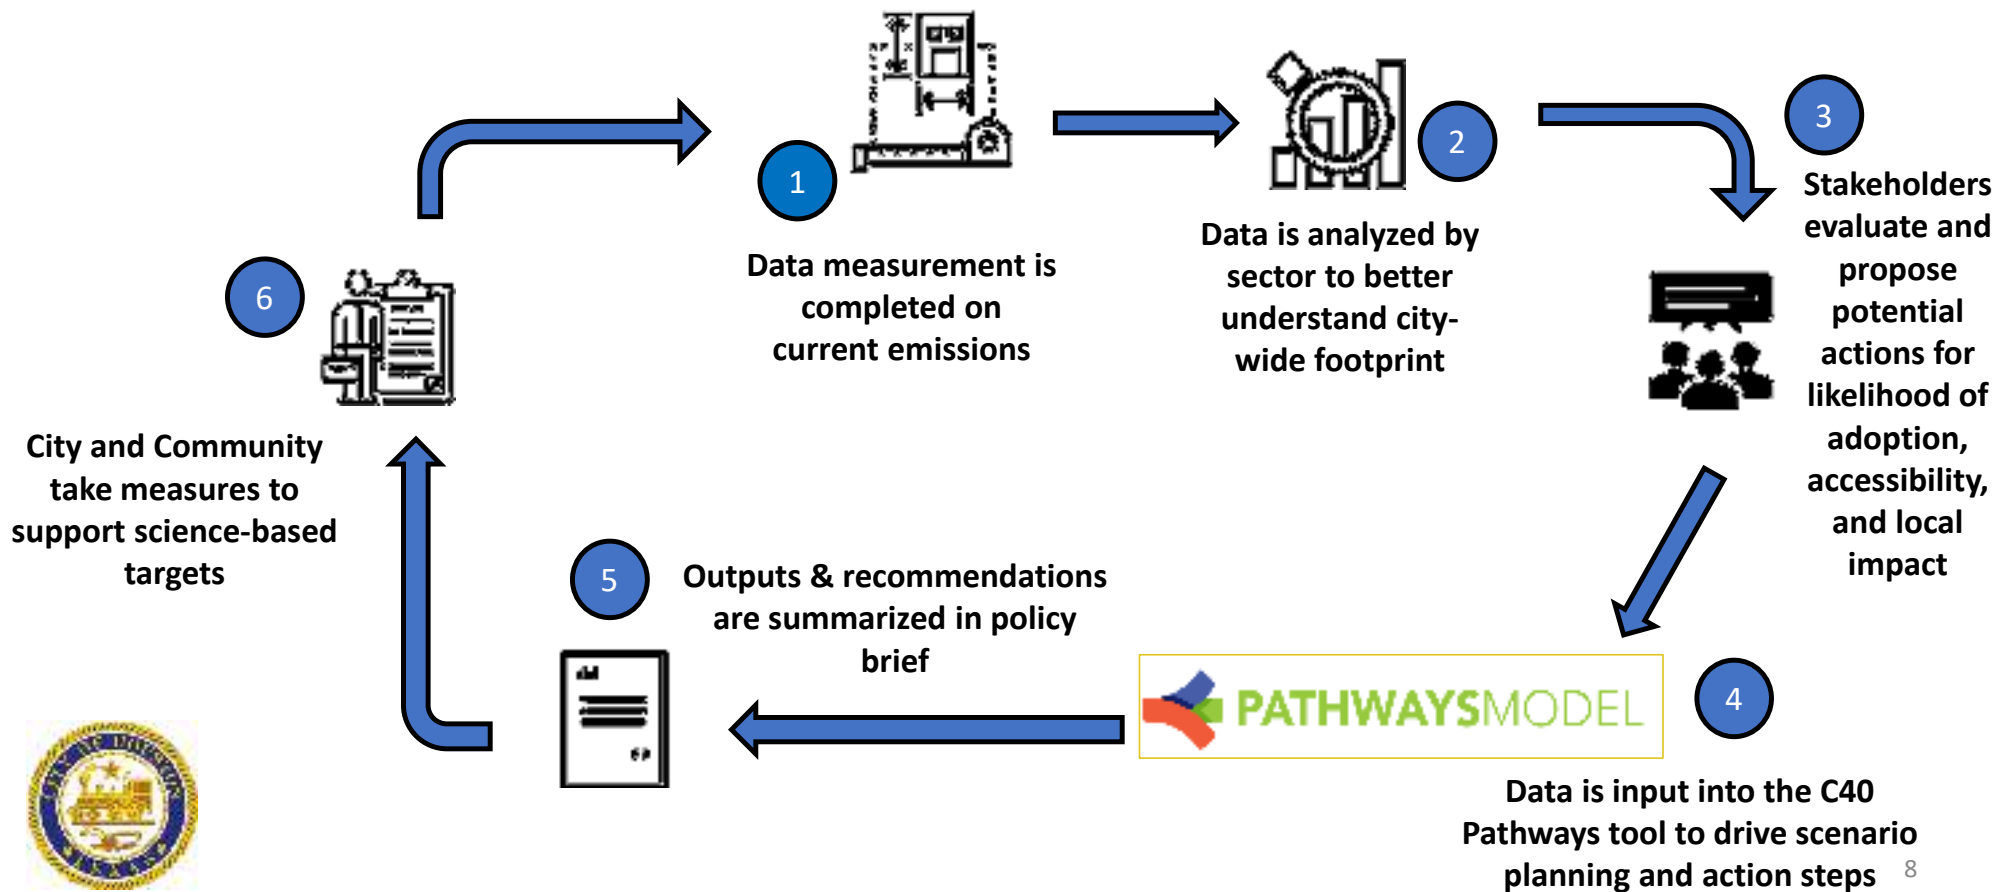 1
Data measurement is
completed on
current emissions
2
Data is analyzed by
sector to better
understand city-
wide footprint
3
Stakeholders
evaluate and
propose
potential
actions for
likelihood of
adoption,
accessibility,
and local
impact
PATHWAYSMODEL
4
Data is input into the C40
Pathways tool to drive scenario
planning and action steps
5
Outputs & recommendations
are summarized in policy
brief
6
City and Community
take measures to
support science-based
targets
8